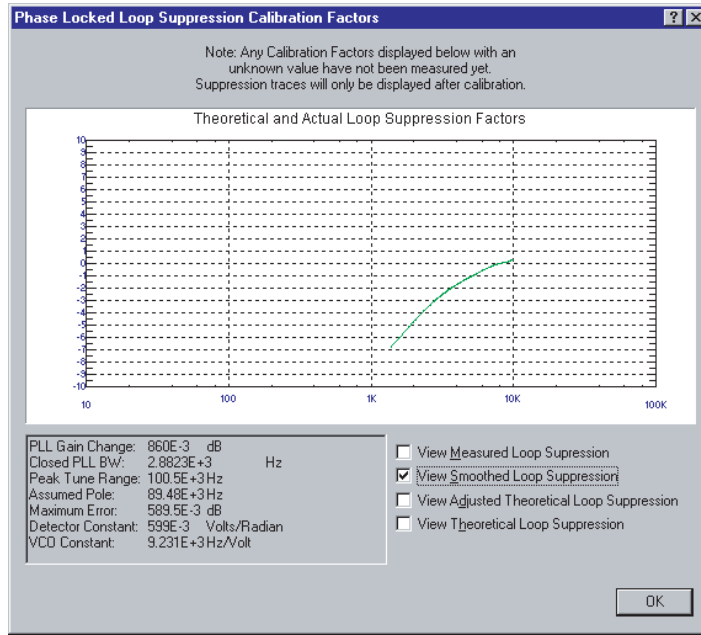 Phase Locked Loop Suppression Calibration Factors
Note: Any Calibration Factors displayed below with an
unknown value have not been measured yet.
Suppression traces will only be displayed after calibration.
Theoretical and Actual Loop Suppression Factors
10
9
8
7
6
5
4
3
2
1
0
-1
-2
-3
-4
-5
-6
-7
-8
-9
-10
10 100 1K 10K 100K
PLL Gain Change: 860E-3 dB
Closed PLL BW: 2.8823E+3 Hz
Peak Tune Range: 100.5E+3 Hz
Assumed Pole: 89.48E+3 Hz
Maximum Error: 589.5E-3 dB
Detector Constant: 599E-3 Volts/Radian
VCO Constant: 9.231E+3 Hz/Volt
View Measured Loop Supression
View Smoothed Loop Suppression
View Adjusted Theoretical Loop Suppression
View Theoretical Loop Suppression
OK